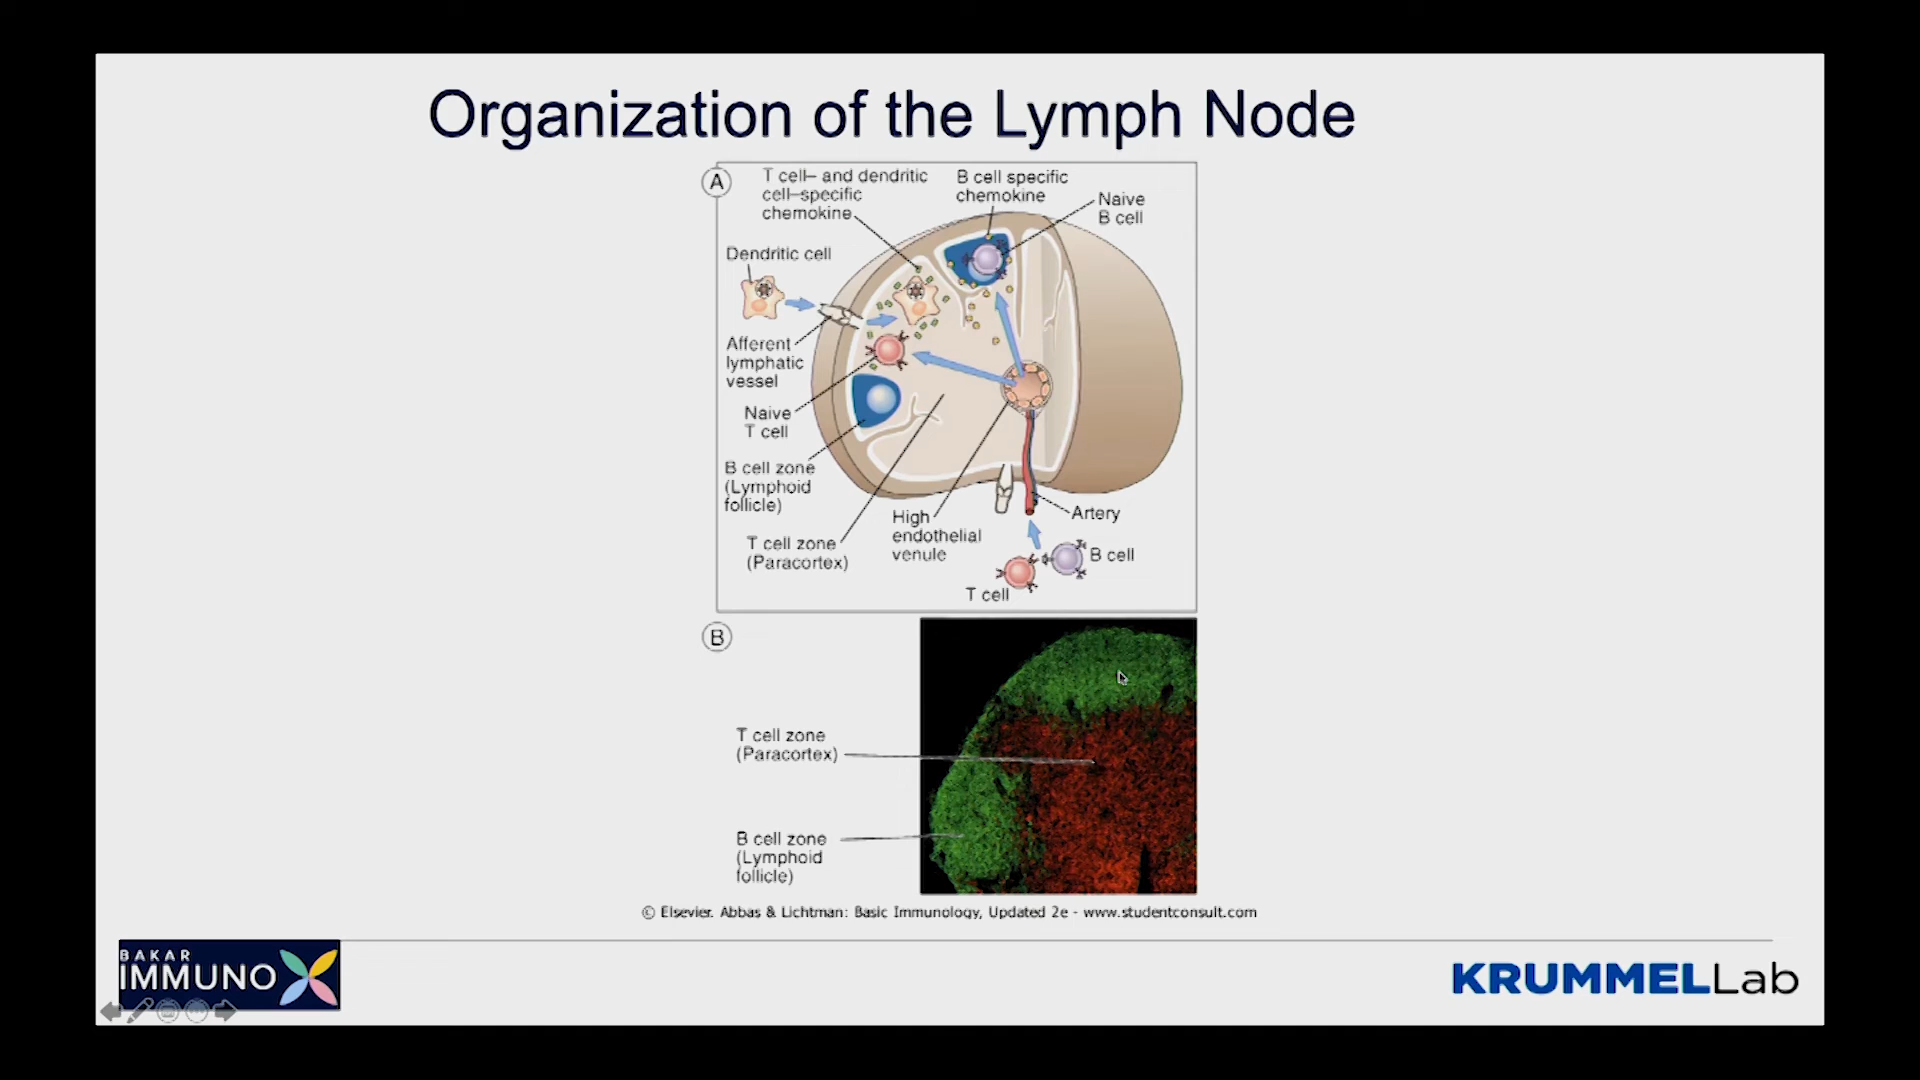 Organization of the Lymph Node
A
T cell– and dendritic
cell–specific
chemokine
B cell specific
chemokine
Naive
B cell
Dendritic cell
Afferent
lymphatic
vessel
Naive
T cell
B cell zone
(Lymphoid
follicle)
T cell zone
(Paracortex)
High
endothelial
venule
Artery
B cell
T cell
B
T cell zone
(Paracortex)
B cell zone
(Lymphoid
follicle)
© Elsevier. Abbas & Lichtman: Basic Immunology, Updated 2e - www.studentconsult.com
BAKAR
IMMUNO
KRUMMELLab